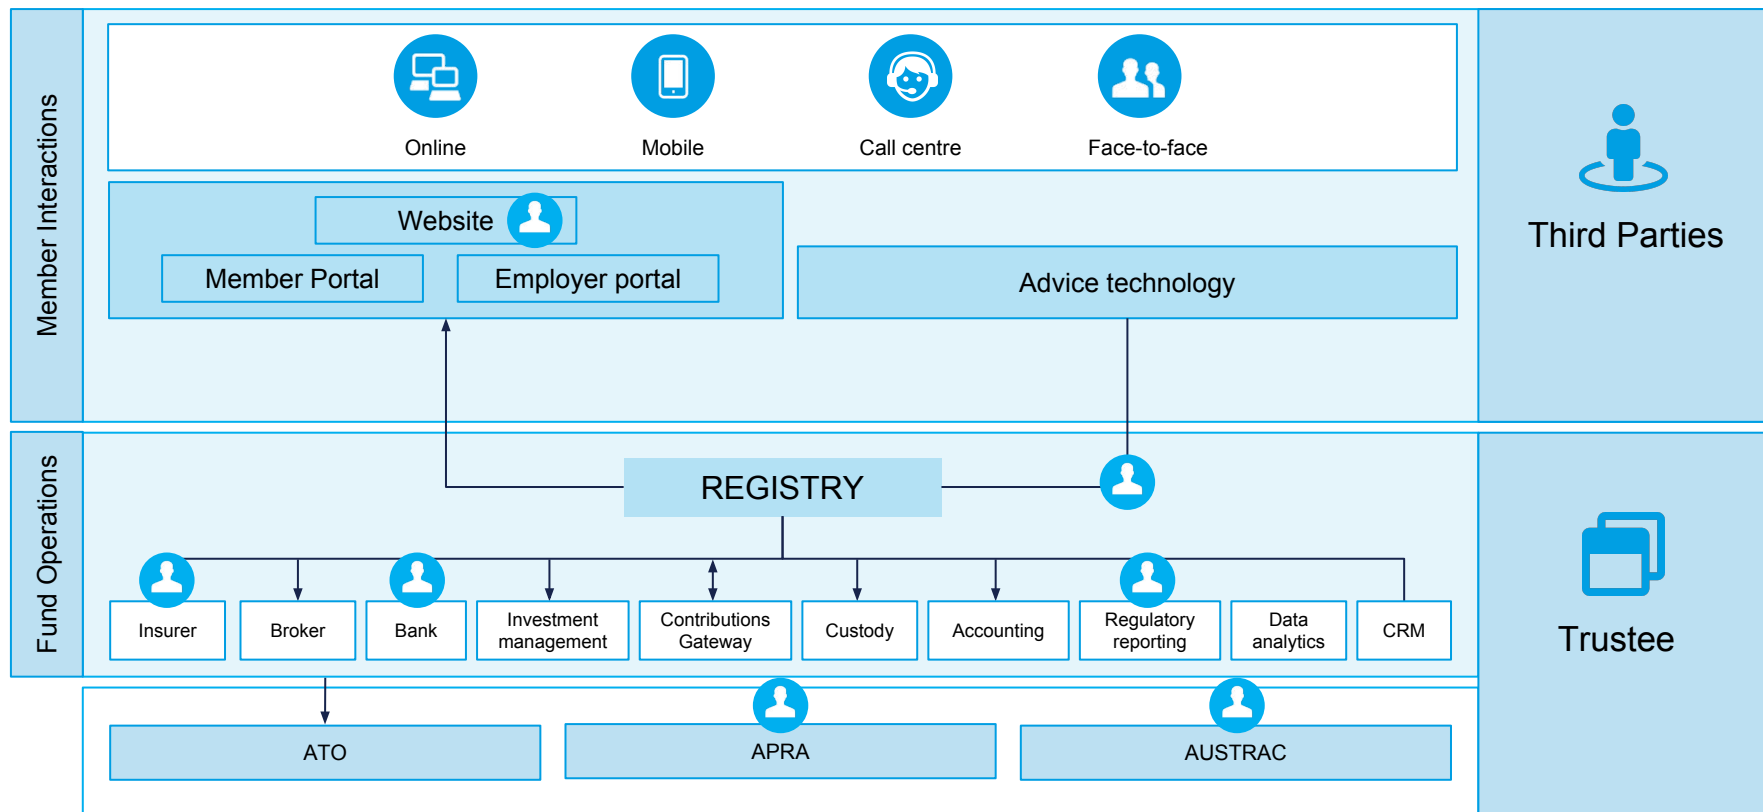 Member Interactions
Online
Mobile
Call centre
Face-to-face
Website
Member Portal
Employer portal
Advice technology
Third Parties
Fund Operations
REGISTRY
Insurer
Broker
Bank
Investment
management
Contributions
Gateway
Custody
Accounting
Regulatory
reporting
Data
analytics
CRM
Trustee
ATO
APRA
AUSTRAC